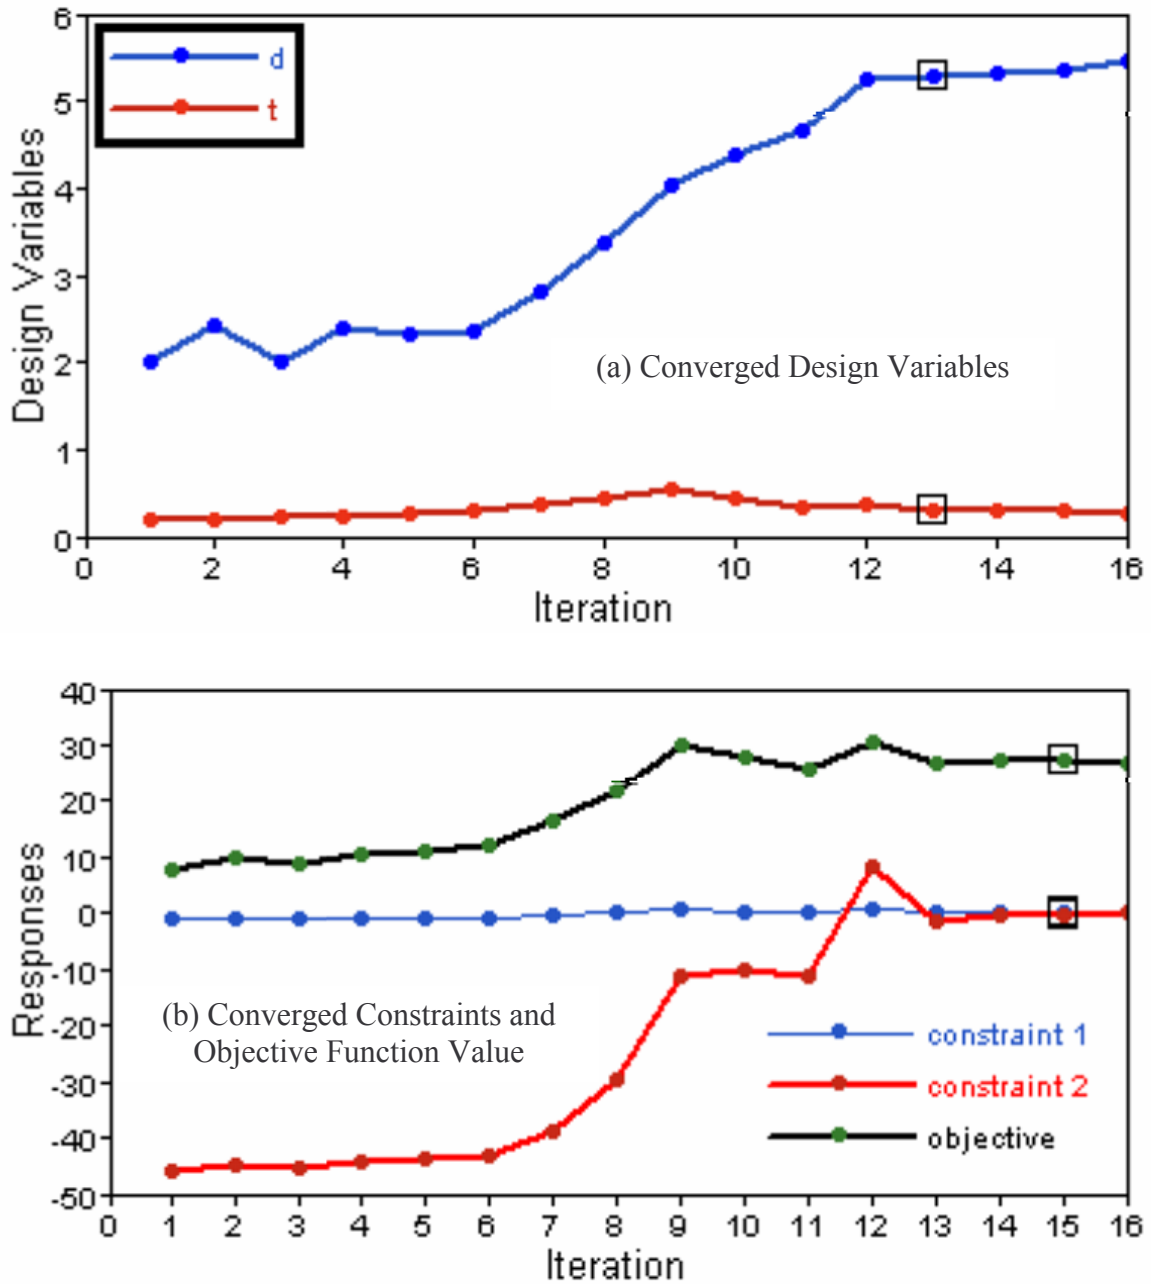 6
5
4
3
2
1
0
Design Variables
d
t
(a) Converged Design Variables
0 2 4 6 8 10 12 14 16
Iteration
40
30
20
10
0
-10
-20
-30
-40
-50
Responses
(b) Converged Constraints and
Objective Function Value
constraint 1
constraint 2
objective
0 1 2 3 4 5 6 7 8 9 10 11 12 13 14 15 16
Iteration